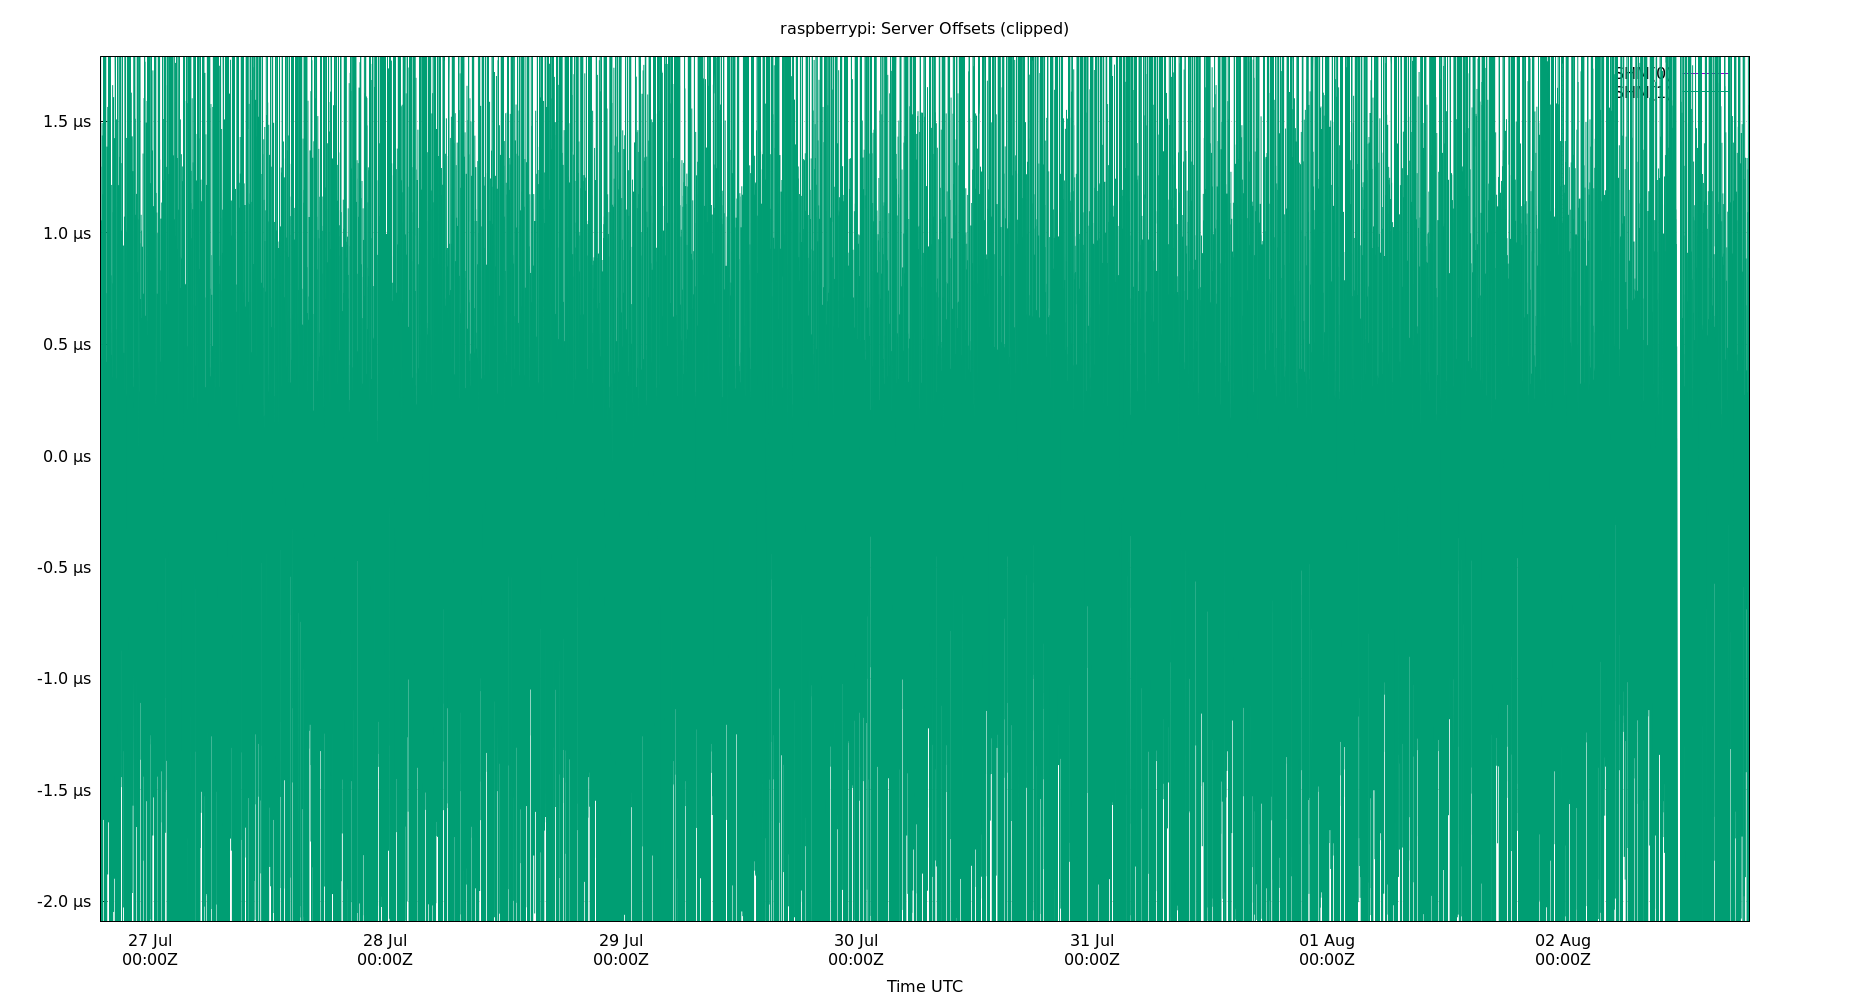 raspberrypi: Server Offsets (clipped)
1.5 µs
1.0 µs
0.5 µs
0.0 µs
-0.5 µs
-1.0 µs
-1.5 µs
-2.0 µs
27 Jul
00:00Z
28 Jul
00:00Z
29 Jul
00:00Z
30 Jul
00:00Z
31 Jul
00:00Z
01 Aug
00:00Z
02 Aug
00:00Z
Time UTC